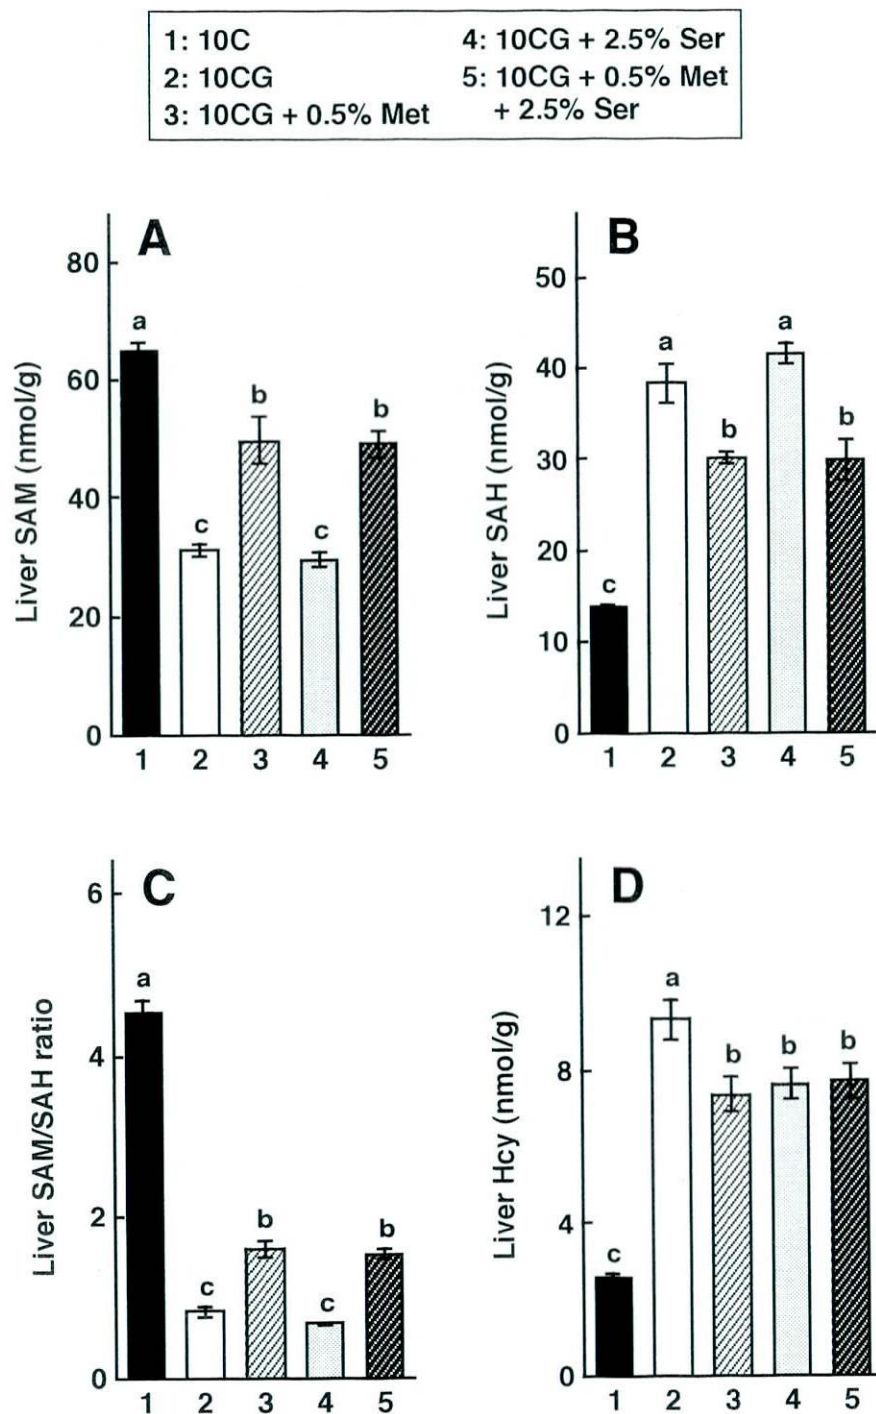 1: 10C
2: 10CG
3: 10CG + 0.5% Met
4: 10CG + 2.5% Ser
5: 10CG + 0.5% Met
+ 2.5% Ser
A
Liver SAM (nmol/g)
80
60
40
20
0
a
c
b
c
b
1 2 3 4 5
B
Liver SAH (nmol/g)
50
40
30
20
10
0
c
a
b
a
b
1 2 3 4 5
C
Liver SAM/SAH ratio
6
4
2
0
a
c
b
c
b
1 2 3 4 5
D
Liver Hcy (nmol/g)
12
8
4
0
c
a
b
b
b
1 2 3 4 5